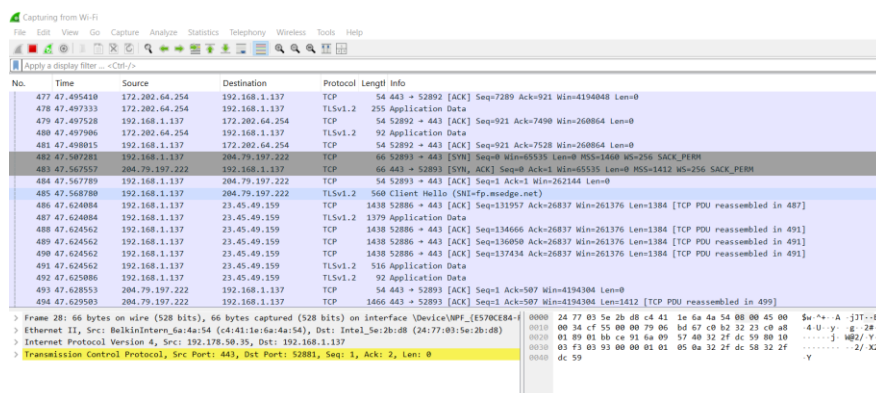 Capturing from Wi-Fi
File Edit View Go Capture Analyze Statistics Telephony Wireless Tools Help
Apply a display filter ... <Ctrl-/>
No. Time Source Destination Protocol Length Info
477 47.495410 172.202.64.254 192.168.1.137 TCP 54 443 → 52892 [ACK] Seq=7289 Ack=921 Win=4194048 Len=0
478 47.497333 172.202.64.254 192.168.1.137 TLSv1.2 255 Application Data
479 47.497528 192.168.1.137 172.202.64.254 TCP 54 52892 → 443 [ACK] Seq=921 Ack=7490 Win=260864 Len=0
480 47.497906 172.202.64.254 192.168.1.137 TLSv1.2 92 Application Data
481 47.498015 192.168.1.137 172.202.64.254 TCP 54 52892 → 443 [ACK] Seq=921 Ack=7528 Win=260864 Len=0
482 47.507281 192.168.1.137 204.79.197.222 TCP 66 52893 → 443 [SYN] Seq=0 Win=65535 Len=0 MSS=1460 WS=256 SACK_PERM
483 47.567557 204.79.197.222 192.168.1.137 TCP 66 443 → 52893 [SYN, ACK] Seq=0 Ack=1 Win=65535 Len=0 MSS=1412 WS=256 SACK_PERM
484 47.567789 192.168.1.137 204.79.197.222 TCP 54 52893 → 443 [ACK] Seq=1 Ack=1 Win=262144 Len=0
485 47.568780 192.168.1.137 204.79.197.222 TLSv1.2 560 Client Hello (SNI=fp.msedge.net)
486 47.624084 192.168.1.137 23.45.49.159 TCP 1438 52886 → 443 [ACK] Seq=131957 Ack=26837 Win=261376 Len=1384 [TCP PDU reassembled in 487]
487 47.624084 192.168.1.137 23.45.49.159 TLSv1.2 1379 Application Data
488 47.624562 192.168.1.137 23.45.49.159 TCP 1438 52886 → 443 [ACK] Seq=134666 Ack=26837 Win=261376 Len=1384 [TCP PDU reassembled in 491]
489 47.624562 192.168.1.137 23.45.49.159 TCP 1438 52886 → 443 [ACK] Seq=136050 Ack=26837 Win=261376 Len=1384 [TCP PDU reassembled in 491]
490 47.624562 192.168.1.137 23.45.49.159 TCP 1438 52886 → 443 [ACK] Seq=137434 Ack=26837 Win=261376 Len=1384 [TCP PDU reassembled in 491]
491 47.624562 192.168.1.137 23.45.49.159 TLSv1.2 516 Application Data
492 47.625086 192.168.1.137 23.45.49.159 TLSv1.2 92 Application Data
493 47.628553 204.79.197.222 192.168.1.137 TCP 54 443 → 52893 [ACK] Seq=1 Ack=507 Win=4194304 Len=0
494 47.629503 204.79.197.222 192.168.1.137 TCP 1466 443 → 52893 [ACK] Seq=1 Ack=507 Win=4194304 Len=1412 [TCP PDU reassembled in 499]
> Frame 28: 66 bytes on wire (528 bits), 66 bytes captured (528 bits) on interface \Device\NPF_{E570CE84-
> Ethernet II, Src: BelkinIntern_6a:4a:54 (c4:41:1e:6a:4a:54), Dst: Intel_5e:2b:d8 (24:77:03:5e:2b:d8)
> Internet Protocol Version 4, Src: 192.178.50.35, Dst: 192.168.1.137
> Transmission Control Protocol, Src Port: 443, Dst Port: 52881, Seq: 1, Ack: 2, Len: 0
0000 24 77 03 5e 2b d8 c4 41 1e 6a 4a 54 08 00 45 00 $w·^+··A ·jJT··E·
0010 00 34 cf 55 00 00 79 06 bd 67 c0 b2 32 23 c0 a8 ·4·U··y· ·g··2#··
0020 01 89 01 bb ce 91 6a 09 57 40 32 2f dc 59 80 10 ······j· W@2/·Y··
0030 03 f3 03 93 00 00 01 01 05 0a 32 2f dc 58 32 2f ········ ··2/·X2/
0040 dc 59 ·Y